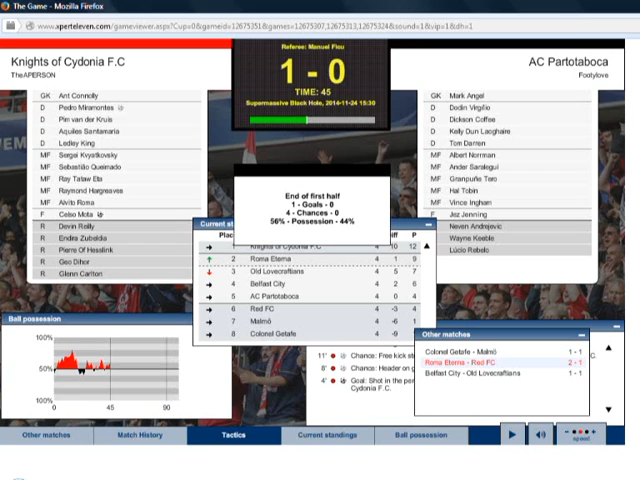 The Game - Mozilla Firefox
www.xperteleven.com/gameviewer.aspx?Cup=0&gameid=12675351&games=12675307,12675313,12675324&sound=1&vip=1&dh=1
Knights of Cydonia F.C
TheAPERSON
Referee: Manuel Flou
1 - 0
TIME: 45
Supermassive Black Hole, 2014-11-24 15:30
AC Partotaboca
Footylove
GK Ant Connolly
D Pedro Miramontes
D Pim van der Kruis
D Aquiles Santamaria
D Ledley King
MF Sergei Kvyatkovsky
MF Sebastião Queimado
MF Ray Tataw Eta
MF Raymond Hargreaves
MF Alvito Roma
F Celso Mota
R Devin Reilly
R Endira Zubeldia
R Pierre Of Hesslink
R Geo Dihor
R Glenn Carlton
GK Mark Angel
D Dodin Virgilio
D Dickson Coffee
D Kelly Dun Laoghaire
D Tom Darren
MF Albert Norrman
MF Ander Saralegui
MF Granpuño Taro
MF Hal Tobin
MF Vince Ingham
F Jez Jenning
Neven Andrejevic
Wayne Keeble
Lúcio Rebelo
End of first half
1 - Goals - 0
4 - Chances - 0
56% - Possession - 44%
Current st
Place
iff P
1 Knights of Cydonia F.C 4 10 12
2 Roma Eterna 4 1 9
3 Old Lovecraftians 4 5 7
4 Belfast City 4 2 6
5 AC Partotaboca 4 0 4
6 Red FC 4 -3 4
7 Malmö 4 -6 1
8 Colonel Getafe 4 -9
Ball possession
100%
50%
100%
0 45 90
11' Chance: Free kick st
8' Chance: Header on g
4' Goal: Shot in the pen
Cydonia F.C.
C.
Other matches
Colonel Getafe - Malmö 1 - 1
Roma Eterna - Red FC 2 - 1
Belfast City - Old Lovecraftians 1 - 1
Other matches
Match History
Tactics
Current standings
Ball possession
speed